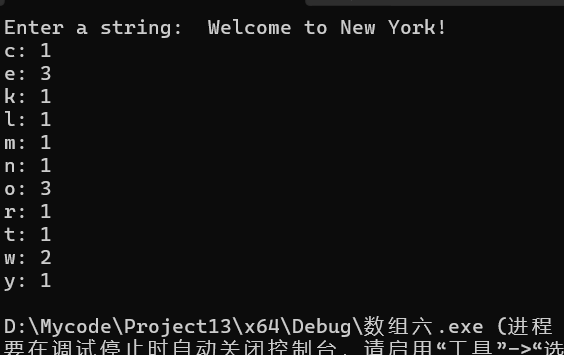 Enter a string:  Welcome to New York!
c: 1
e: 3
k: 1
l: 1
m: 1
n: 1
o: 3
r: 1
t: 1
w: 2
y: 1
D:\Mycode\Project13\x64\Debug\数组六.exe (进程
要在调试停止时自动关闭控制台，请启用“工具”->“选